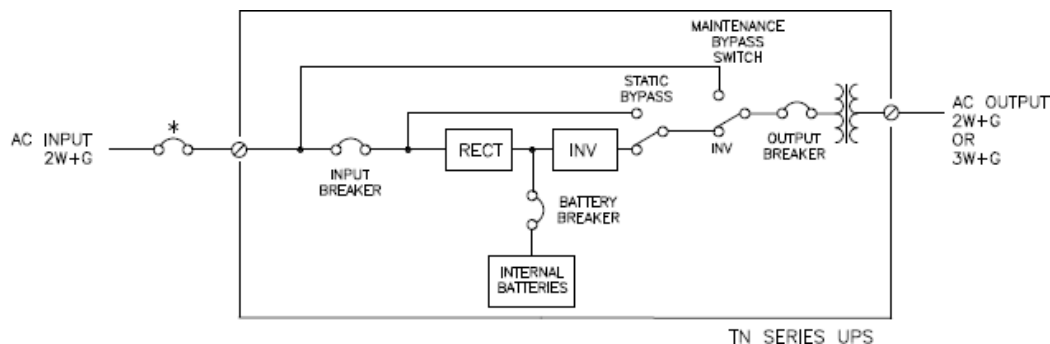 MAINTENANCE
BYPASS
SWITCH
STATIC
BYPASS
AC INPUT
2W+G
*
INPUT
BREAKER
RECT
INV
INV
OUTPUT
BREAKER
AC OUTPUT
2W+G
OR
3W+G
BATTERY
BREAKER
INTERNAL
BATTERIES
TN SERIES UPS